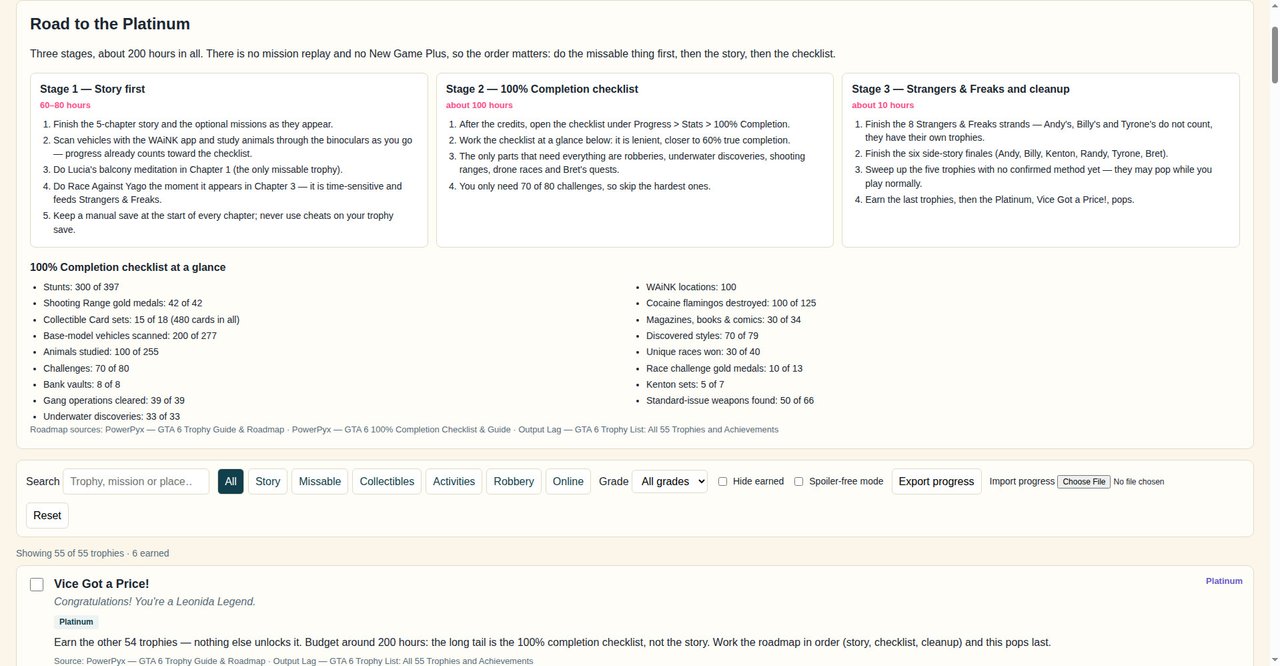 Road to the Platinum
Three stages, about 200 hours in all. There is no mission replay and no New Game Plus, so the order matters: do the missable thing first, then the story, then the checklist.
Stage 1 — Story first
60–80 hours
1. Finish the 5-chapter story and the optional missions as they appear.
2. Scan vehicles with the WAiNK app and study animals through the binoculars as you go
— progress already counts toward the checklist.
3. Do Lucia's balcony meditation in Chapter 1 (the only missable trophy).
4. Do Race Against Yago the moment it appears in Chapter 3 — it is time-sensitive and
feeds Strangers & Freaks.
5. Keep a manual save at the start of every chapter; never use cheats on your trophy
save.
Stage 2 — 100% Completion checklist
about 100 hours
1. After the credits, open the checklist under Progress > Stats > 100% Completion.
2. Work the checklist at a glance below: it is lenient, closer to 60% true completion.
3. The only parts that need everything are robberies, underwater discoveries, shooting
ranges, drone races and Bret's quests.
4. You only need 70 of 80 challenges, so skip the hardest ones.
Stage 3 — Strangers & Freaks and cleanup
about 10 hours
1. Finish the 8 Strangers & Freaks strands — Andy's, Billy's and Tyrone's do not count,
they have their own trophies.
2. Finish the six side-story finales (Andy, Billy, Kenton, Randy, Tyrone, Bret).
3. Sweep up the five trophies with no confirmed method yet — they may pop while you
play normally.
4. Earn the last trophies, then the Platinum, Vice Got a Price!, pops.
100% Completion checklist at a glance
• Stunts: 300 of 397
• Shooting Range gold medals: 42 of 42
• Collectible Card sets: 15 of 18 (480 cards in all)
• Base-model vehicles scanned: 200 of 277
• Animals studied: 100 of 255
• Challenges: 70 of 80
• Bank vaults: 8 of 8
• Gang operations cleared: 39 of 39
• Underwater discoveries: 33 of 33
• WAiNK locations: 100
• Cocaine flamingos destroyed: 100 of 125
• Magazines, books & comics: 30 of 34
• Discovered styles: 70 of 79
• Unique races won: 30 of 40
• Race challenge gold medals: 10 of 13
• Kenton sets: 5 of 7
• Standard-issue weapons found: 50 of 66
Roadmap sources: PowerPyx — GTA 6 Trophy Guide & Roadmap · PowerPyx — GTA 6 100% Completion Checklist & Guide · Output Lag — GTA 6 Trophy List: All 55 Trophies and Achievements
Search Trophy, mission or place.. All Story Missable Collectibles Activities Robbery Online Grade All grades Hide earned Spoiler-free mode Export progress Import progress Choose File No file chosen
Reset
Showing 55 of 55 trophies · 6 earned
Vice Got a Price! Platinum
Congratulations! You're a Leonida Legend.
Platinum
Earn the other 54 trophies — nothing else unlocks it. Budget around 200 hours: the long tail is the 100% completion checklist, not the story. Work the roadmap in order (story, checklist, cleanup) and this pops last.
Source: PowerPyx — GTA 6 Trophy Guide & Roadmap · Output Lag — GTA 6 Trophy List: All 55 Trophies and Achievements